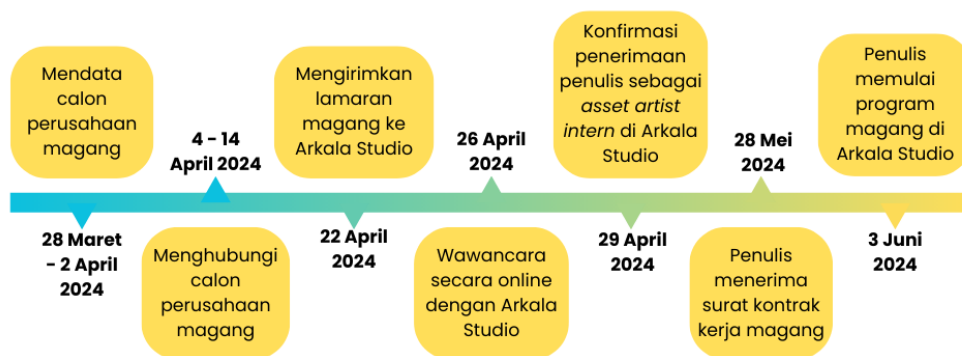 Mendata
calon
perusahaan
magang
28 Maret
- 2 April
2024
4 - 14
April 2024
Menghubungi
calon
perusahaan
magang
Mengirimkan
lamaran
magang ke
Arkala Studio
22 April
2024
26 April
2024
Wawancara
secara online
dengan Arkala
Studio
Konfirmasi
penerimaan
penulis sebagai
asset artist
intern di Arkala
Studio
29 April
2024
28 Mei
2024
Penulis
menerima
surat kontrak
kerja magang
Penulis
memulai
program
magang di
Arkala Studio
3 Juni
2024